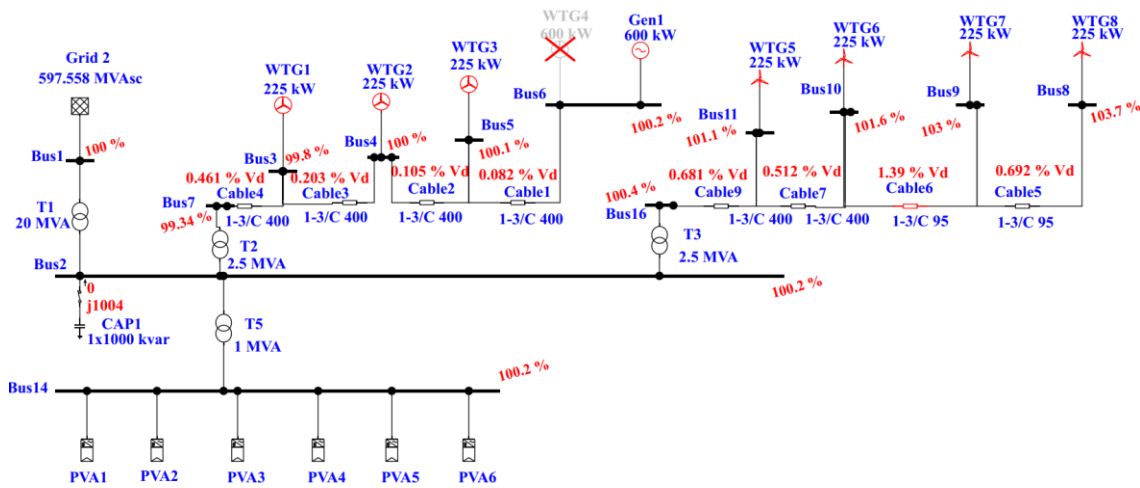 Grid 2
597.558 MVAsc
Bus1
100 %
T1
20 MVA
Bus2
0
j1004
CAP1
1x1000 kvar
WTG1
225 kW
Bus3
99.8 %
WTG2
225 kW
Bus4
100 %
WTG3
225 kW
Bus5
100.1 %
WTG4
600 kW
Gen1
600 kW
Bus6
100.2 %
0.461 % Vd
Cable4
1-3/C 400
0.203 % Vd
Cable3
1-3/C 400
0.105 % Vd
Cable2
1-3/C 400
0.082 % Vd
Cable1
1-3/C 400
Bus7
99.34 %
T2
2.5 MVA
WTG5
225 kW
Bus11
101.1 %
WTG6
225 kW
Bus10
101.6 %
WTG7
225 kW
Bus9
103 %
WTG8
225 kW
Bus8
103.7 %
100.4 %
Bus16
0.681 % Vd
Cable9
1-3/C 400
0.512 % Vd
Cable7
1-3/C 400
1.39 % Vd
Cable6
1-3/C 95
0.692 % Vd
Cable5
1-3/C 95
T3
2.5 MVA
100.2 %
T5
1 MVA
Bus14
100.2 %
PVA1
PVA2
PVA3
PVA4
PVA5
PVA6